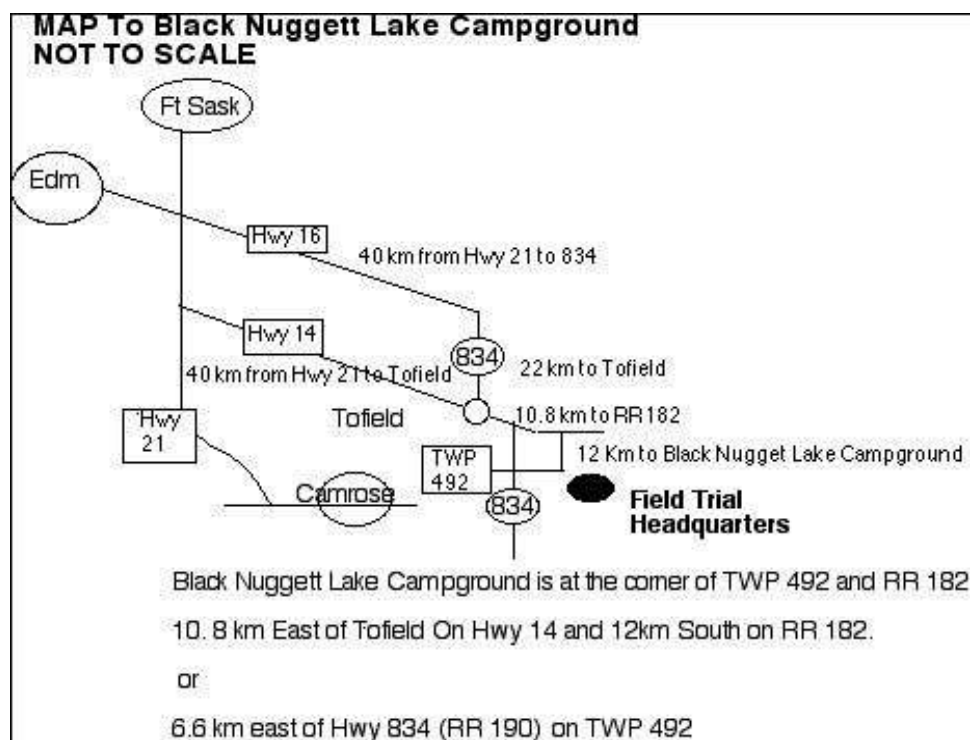 MAP To Black Nuggett Lake Campground
NOT TO SCALE
Ft Sask
Edm
Hwy 16
40 km from Hwy 21 to 834
Hwy 14
834
22 km to Tofield
40 km from Hwy 21 to Tofield
Tofield
10.8 km to RR 182
'Hwy
21
TWP
492
12 Km to Black Nugget Lake Campground
Camrose
834
Field Trial
Headquarters
Black Nuggett Lake Campground is at the corner of TWP 492 and RR 182
10. 8 km East of Tofield On Hwy 14 and 12km South on RR 182.
or
6.6 km east of Hwy 834 (RR 190) on TWP 492